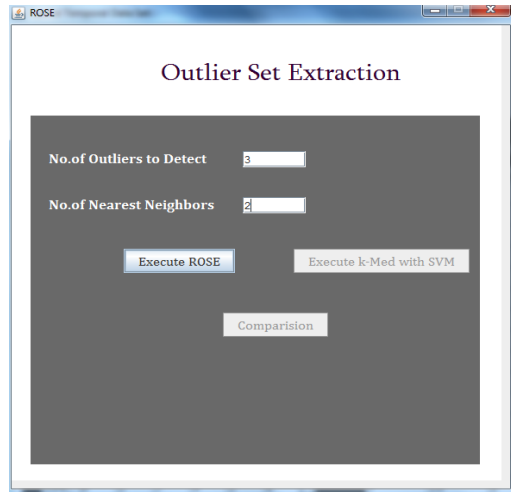 ROSE
Outlier Set Extraction
No.of Outliers to Detect 3
No.of Nearest Neighbors 2
Execute ROSE Execute k-Med with SVM
Comparision